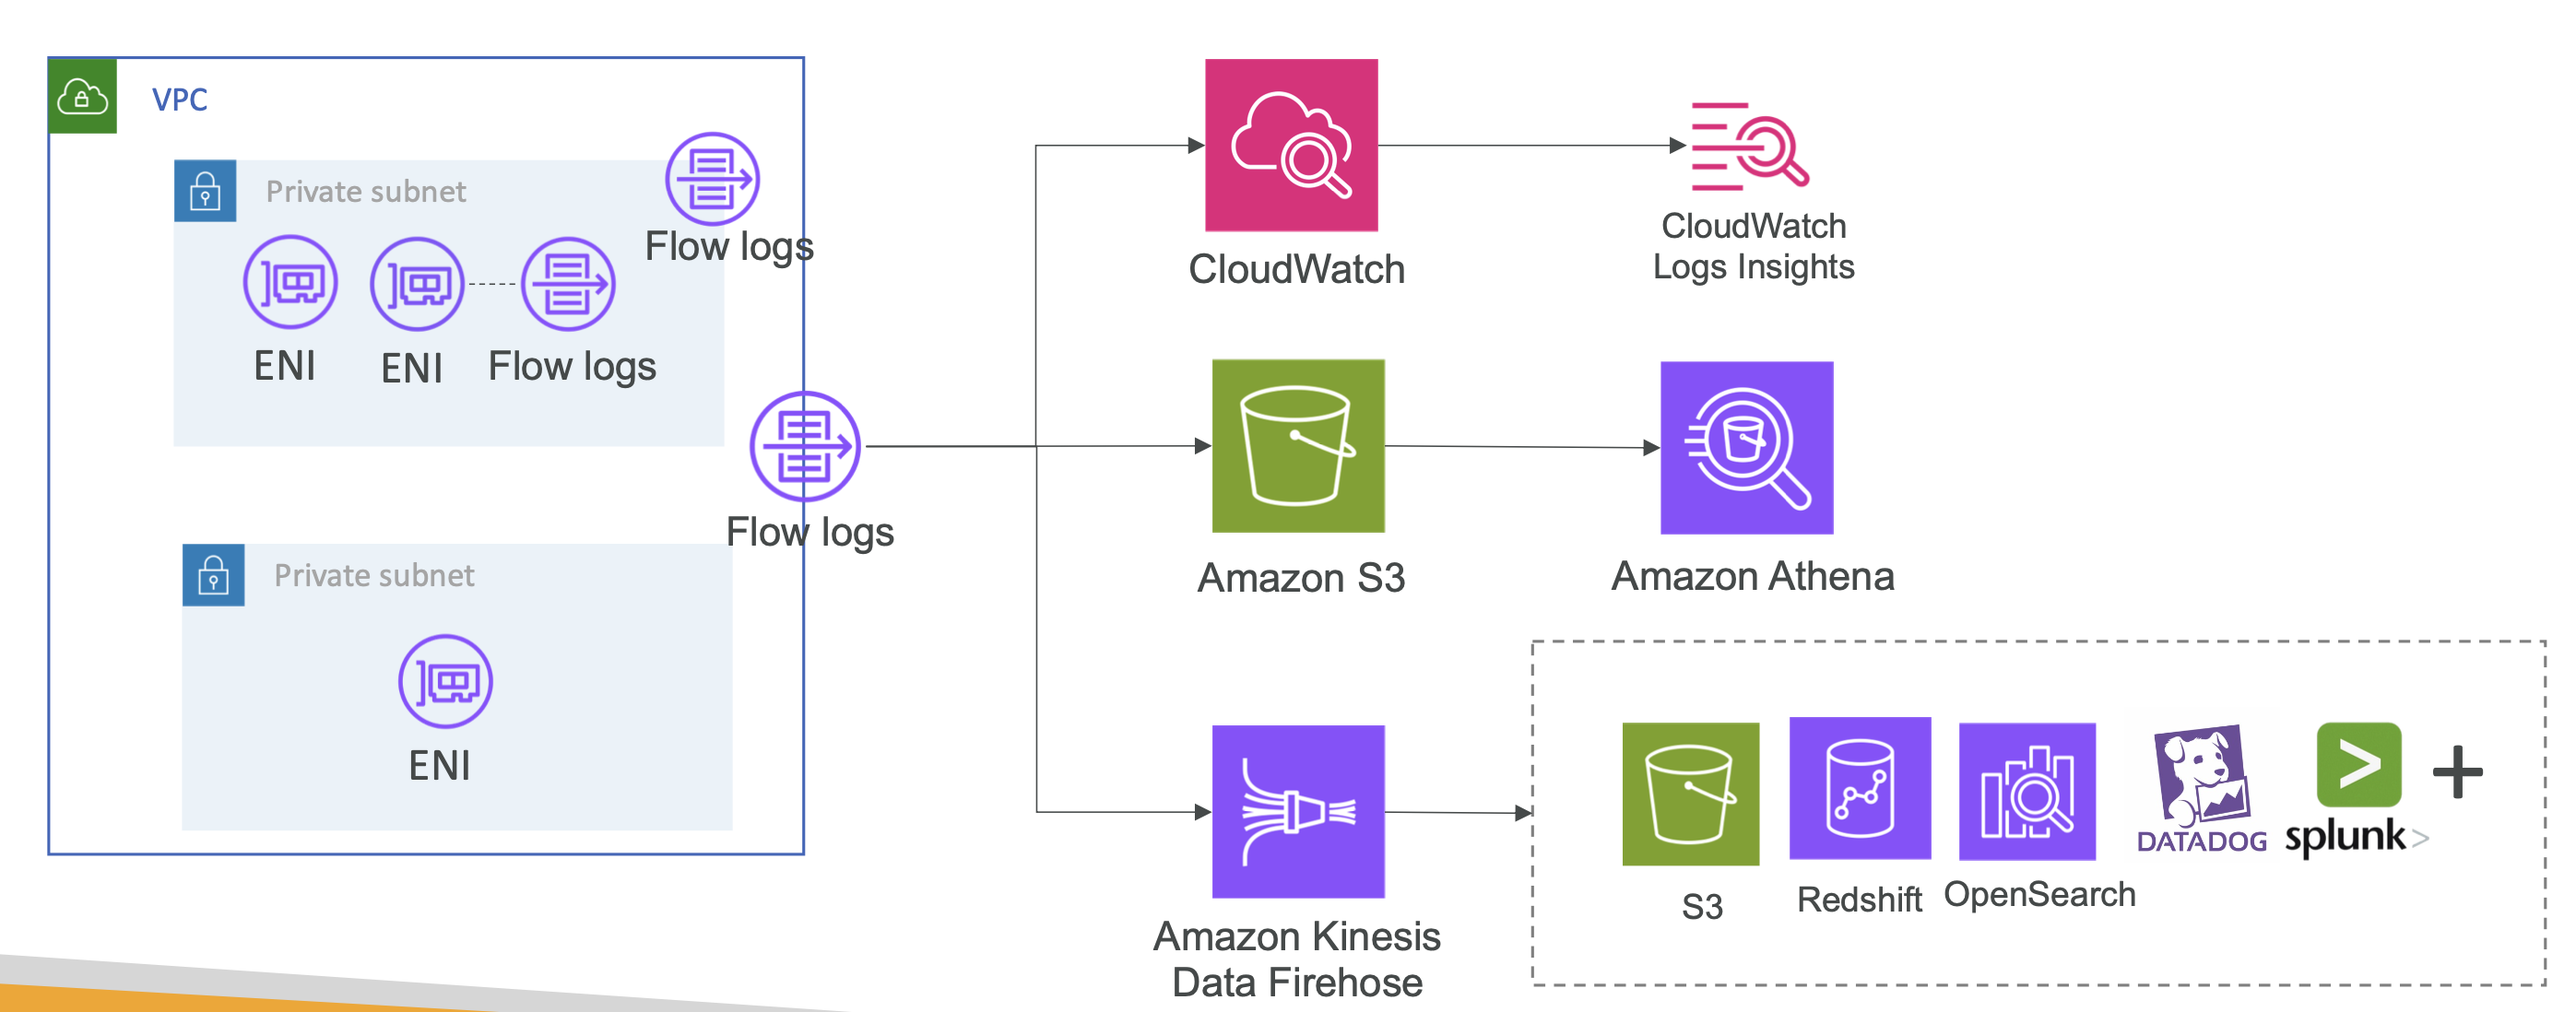 VPC
Private subnet
Flow logs
ENI
ENI
Flow logs
Flow logs
Private subnet
ENI
CloudWatch
CloudWatch
Logs Insights
Amazon S3
Amazon Athena
Amazon Kinesis
Data Firehose
S3
Redshift
OpenSearch
DATADOG
splunk>
+